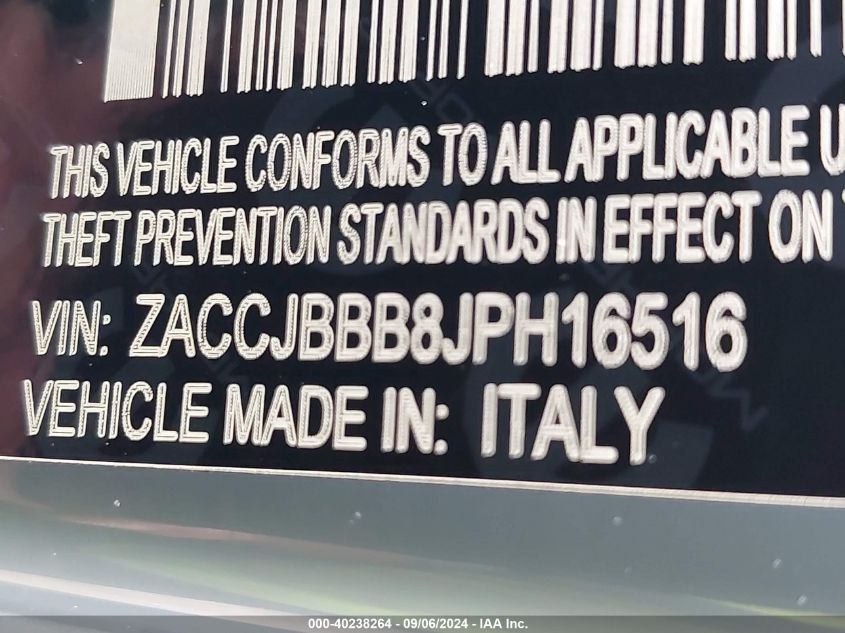 THIS VEHICLE CONFORMS TO ALL APPLICABLE U
THEFT PREVENTION STANDARDS IN EFFECT ON
VIN: ZACCJBBB8JPH16516
VEHICLE MADE IN: ITALY
000-40238264 - 09/06/2024 - IAA Inc.